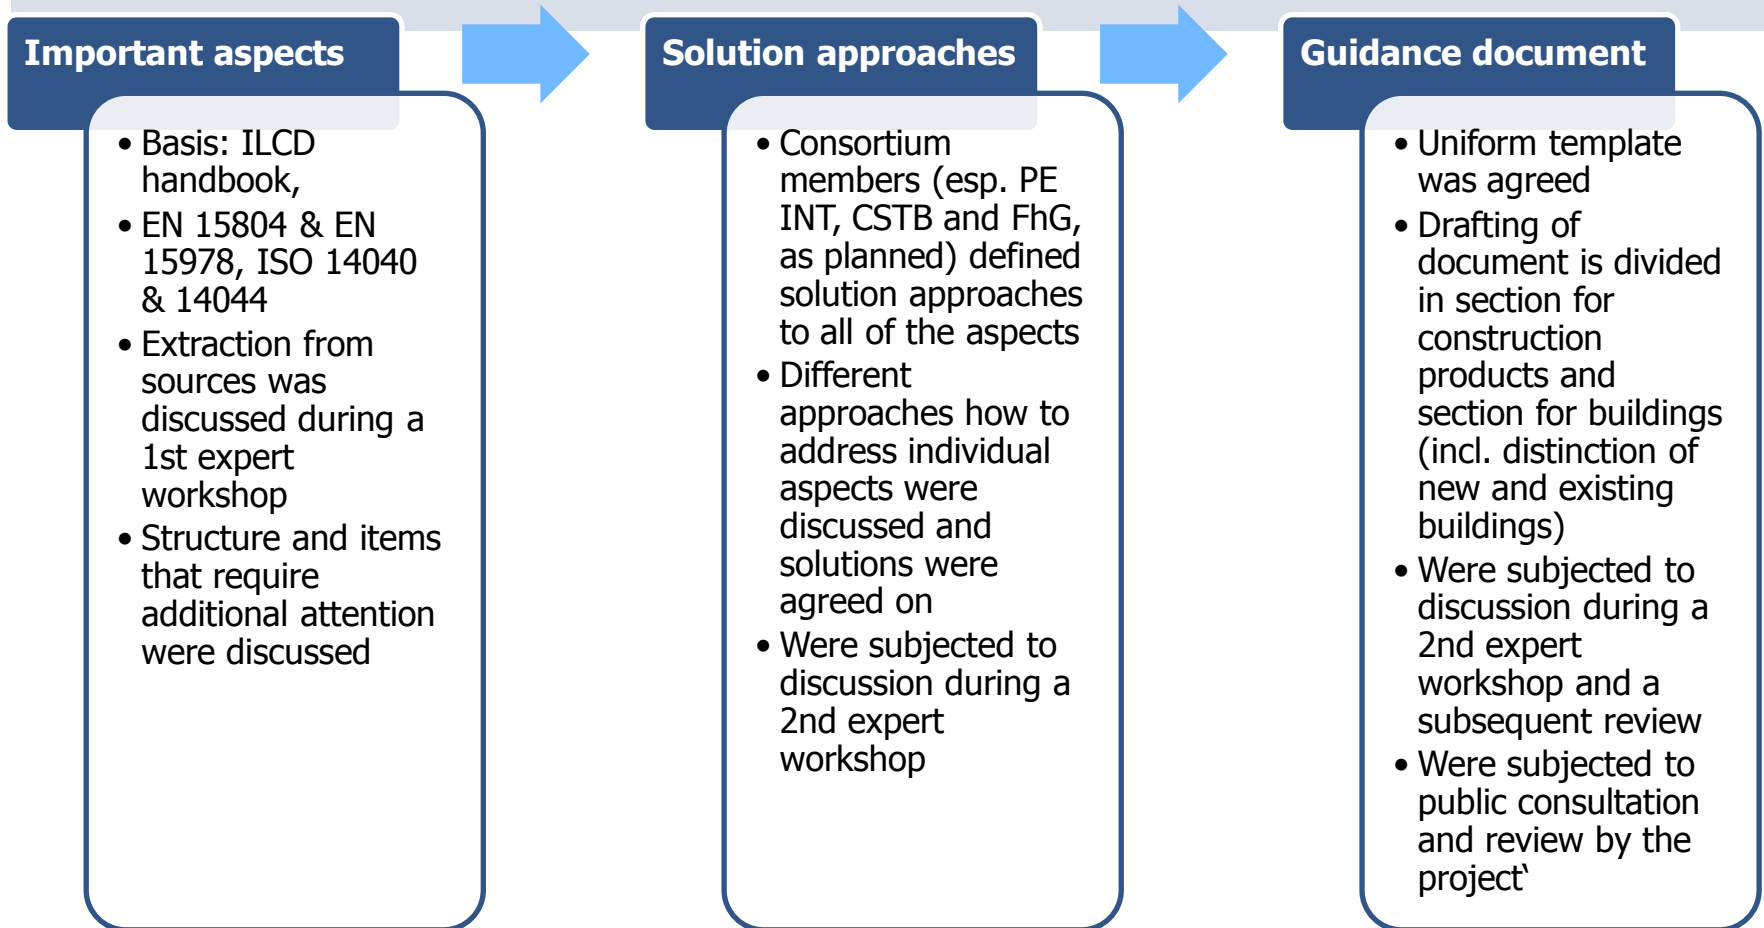 Important aspects
• Basis: ILCD
handbook,
• EN 15804 & EN
15978, ISO 14040
& 14044
• Extraction from
sources was
discussed during a
1st expert
workshop
• Structure and items
that require
additional attention
were discussed
Solution approaches
• Consortium
members (esp. PE
INT, CSTB and FhG,
as planned) defined
solution approaches
to all of the aspects
• Different
approaches how to
address individual
aspects were
discussed and
solutions were
agreed on
• Were subjected to
discussion during a
2nd expert
workshop
Guidance document
• Uniform template
was agreed
• Drafting of
document is divided
in section for
construction
products and
section for buildings
(incl. distinction of
new and existing
buildings)
• Were subjected to
discussion during a
2nd expert
workshop and a
subsequent review
• Were subjected to
public consultation
and review by the
project‛